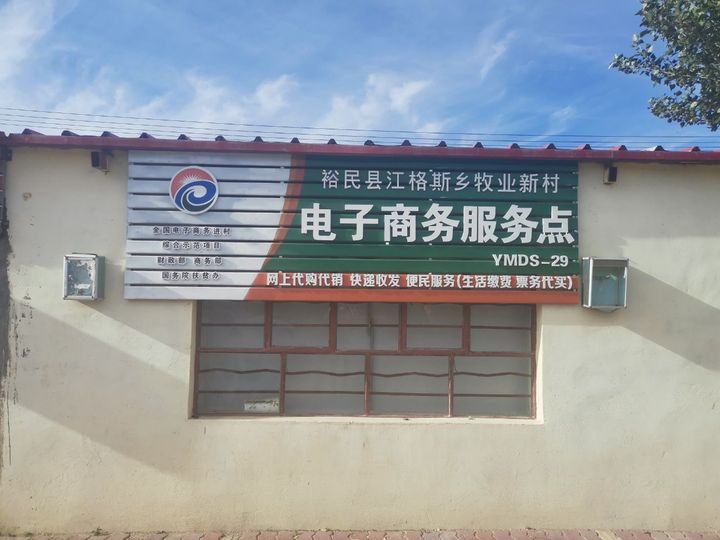 全国电子商务进村
综合示范项目
财政部 商务部
国务院扶贫办
裕民县江格斯乡牧业新村
电子商务服务点
YMDS-29
网上代购代销 快递收发 便民服务(生活缴费 票务代买)